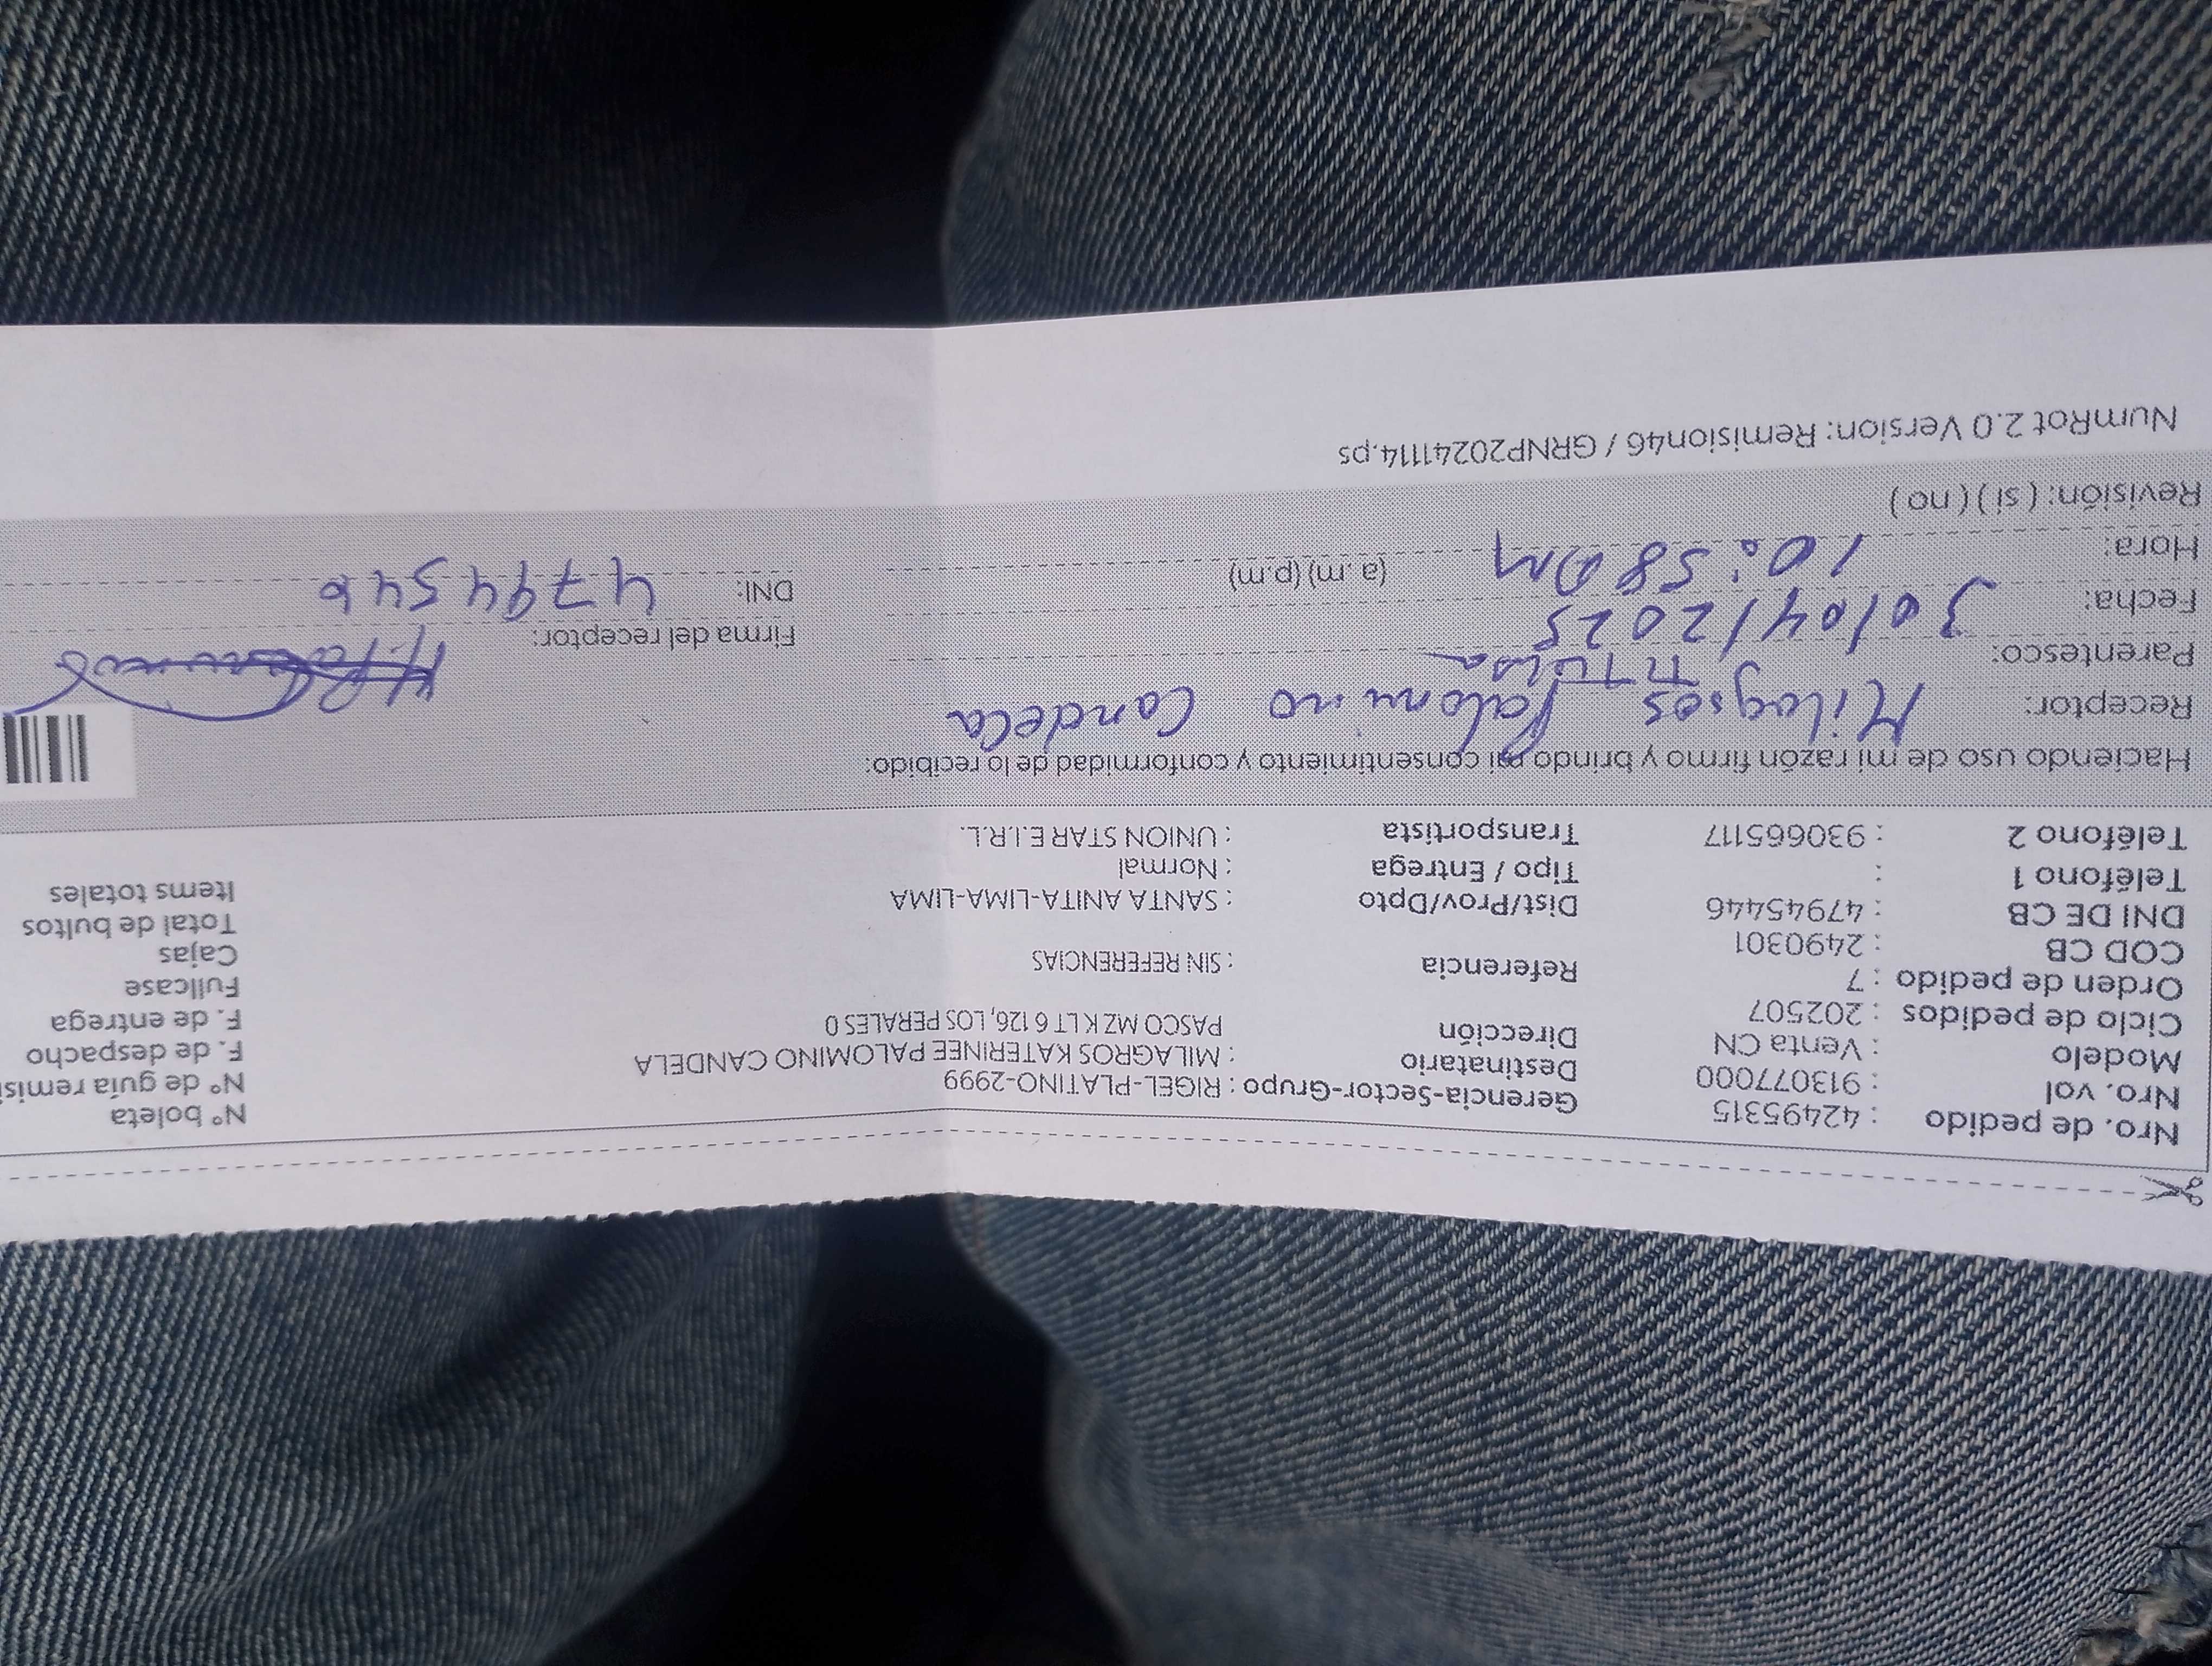 Nro. de pedido : 42495315 Gerencia-Sector-Grupo : RIGEL-PLATINO-2999 N° boleta
Nro. vol : 913077000 Destinatario : MILAGROS KATERINEE PALOMINO CANDELA N° de guía remisi
Modelo : Venta CN Dirección PASCO MZ K LT 6 126, LOS PERALES 0 F. de despacho
Ciclo de pedidos : 202507 F. de entrega
Orden de pedido : 7 Referencia : SIN REFERENCIAS Fullcase
COD CB : 2490301 Cajas
DNI DE CB : 47945446 Dist/Prov/Dpto : SANTA ANITA-LIMA-LIMA Total de bultos
Teléfono 1 : Tipo / Entrega : Normal Items totales
Teléfono 2 : 930665117 Transportista : UNION STAR E.I.R.L.
Haciendo uso de mi razón firmo y brindo mi consentimiento y conformidad de lo recibido:
Receptor: Milagros Palomino Candela
Parentesco: Firma del receptor:
Fecha: 30/04/2025 DNI: 4794546
Hora: 10:58 AM (a. m) (p.m)
Revisión: ( si ) ( no )
NumRot 2.0 Version: Remision46 / GRNP20241114.ps